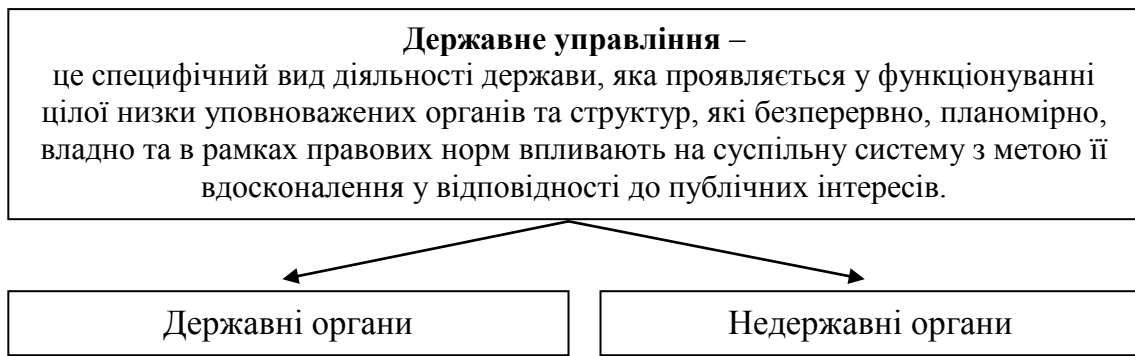 Державне управління –
це специфічний вид діяльності держави, яка проявляється у функціонуванні
цілої низки уповноважених органів та структур, які безперервно, планомірно,
владно та в рамках правових норм впливають на суспільну систему з метою її
вдосконалення у відповідності до публічних інтересів.
Державні органи
Недержавні органи